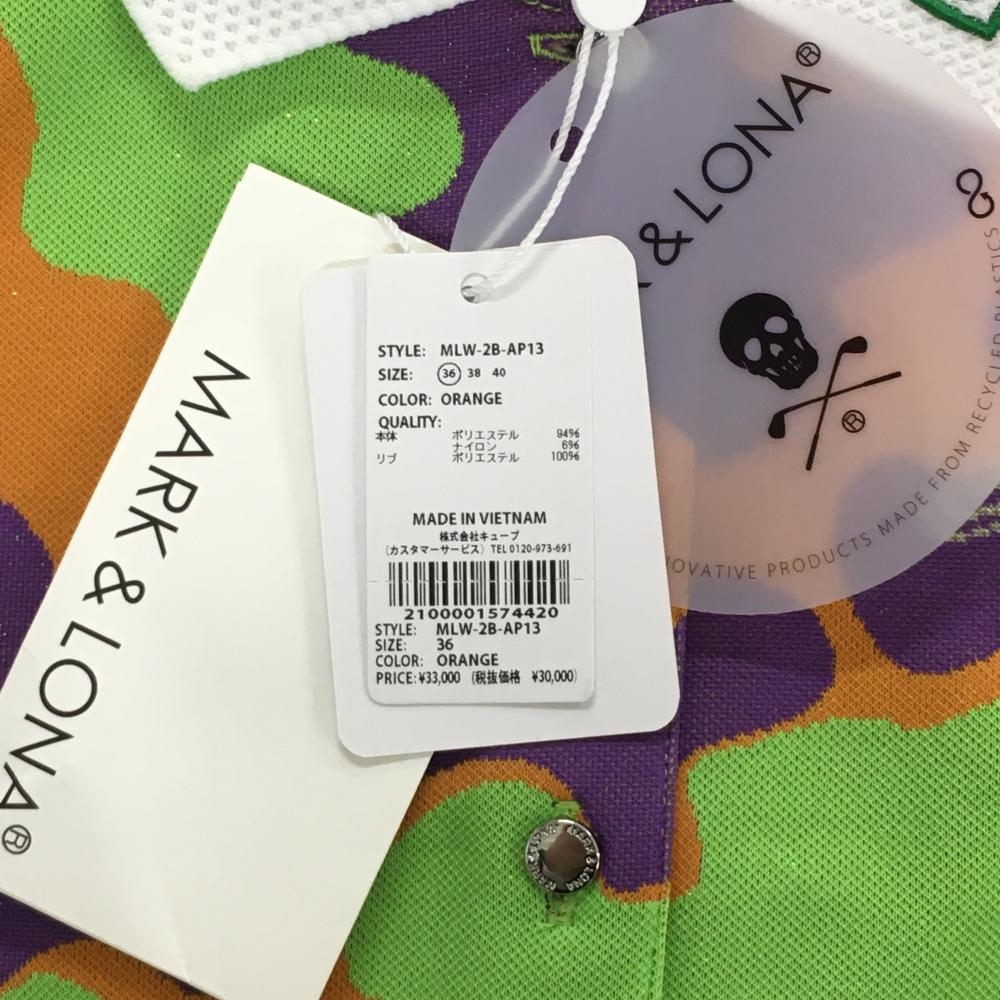 & LONA®
®
PRODUCTS MADE FROM RECYCLED PLASTICS
MARK & LONA®
STYLE: MLW-2B-AP13
SIZE: 36 38 40
COLOR: ORANGE
QUALITY:
本体 ポリエステル 94%
ナイロン 6%
リブ ポリエステル 100%
MADE IN VIETNAM
株式会社キューブ
(カスタマーサービス) TEL 0120-973-691
2100001574420
STYLE: MLW-2B-AP13
SIZE: 36
COLOR: ORANGE
PRICE: ¥33,000 (税抜価格 ¥30,000)
MARK & LONA
MARK & LONA